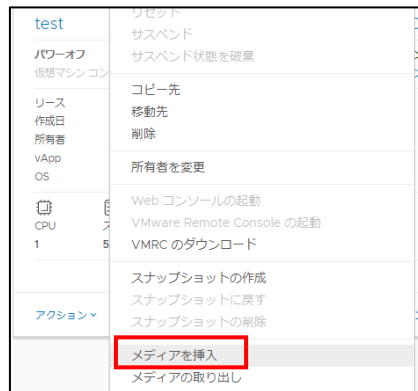 test
パワーオフ
仮想マシン コン
リース
作成日
所有者
vApp
OS
CPU
1
5
アクション
リセット
サスペンド
サスペンド状態を破棄
コピー先
移動先
削除
所有者を変更
Web コンソールの起動
VMware Remote Console の起動
VMRC のダウンロード
スナップショットの作成
スナップショットに戻す
スナップショットの削除
メディアを挿入
メディアの取り出し